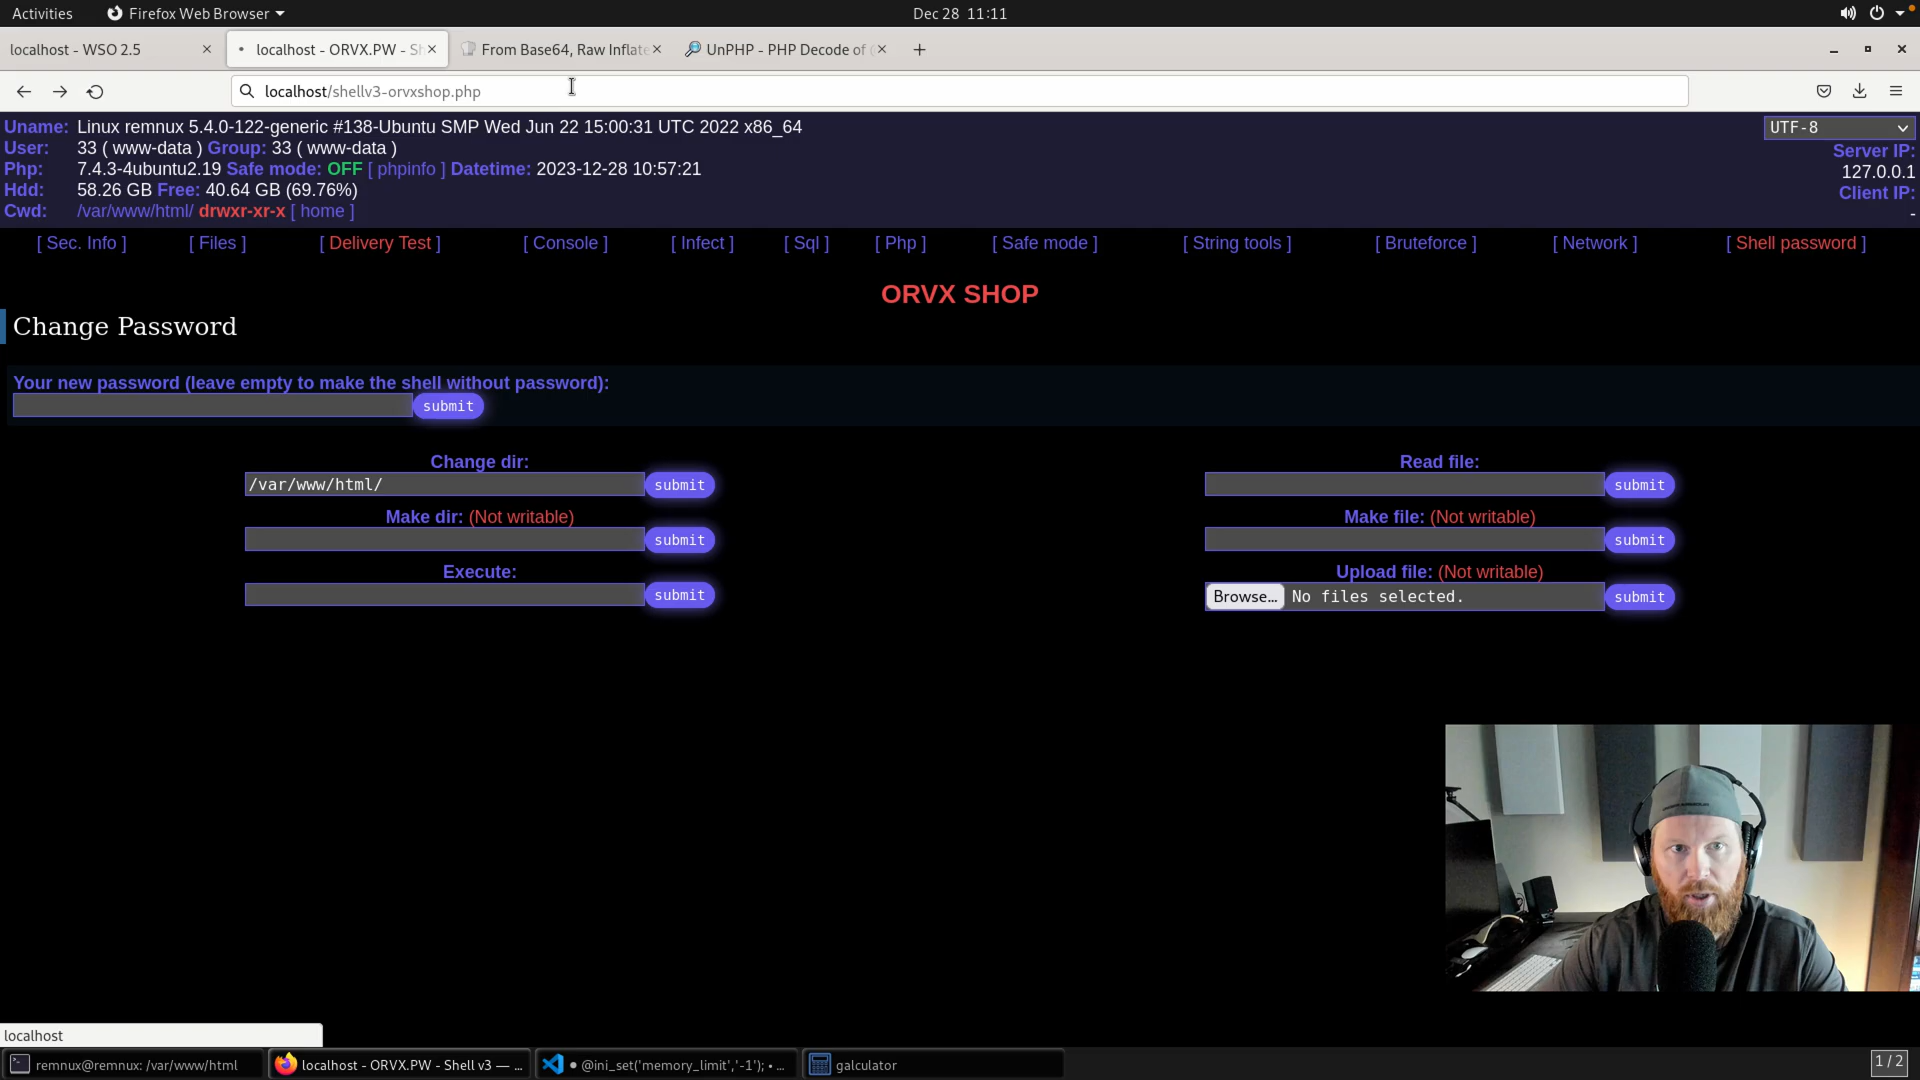 Activities Firefox Web Browser Dec 28 11:11
localhost - WSO 2.5 localhost - ORVX.PW - Sh From Base64, Raw Inflate UnPHP - PHP Decode of
localhost/shellv3-orvxshop.php
Uname: Linux remnux 5.4.0-122-generic #138-Ubuntu SMP Wed Jun 22 15:00:31 UTC 2022 x86_64 UTF-8
User: 33 ( www-data ) Group: 33 ( www-data ) Server IP:
Php: 7.4.3-4ubuntu2.19 Safe mode: OFF [ phpinfo ] Datetime: 2023-12-28 10:57:21 127.0.0.1
Hdd: 58.26 GB Free: 40.64 GB (69.76%) Client IP:
Cwd: /var/www/html/ drwxr-xr-x [ home ] -
[ Sec. Info ] [ Files ] [ Delivery Test ] [ Console ] [ Infect ] [ Sql ] [ Php ] [ Safe mode ] [ String tools ] [ Bruteforce ] [ Network ] [ Shell password ]
ORVX SHOP
Change Password
Your new password (leave empty to make the shell without password):
submit
Change dir: Read file:
/var/www/html/ submit submit
Make dir: (Not writable) Make file: (Not writable)
submit submit
Execute: Upload file: (Not writable)
submit Browse... No files selected. submit
localhost
remnux@remnux: /var/www/html localhost - ORVX.PW - Shell v3 — ... ● @ini_set('memory_limit','-1'); • ... galculator 1 / 2